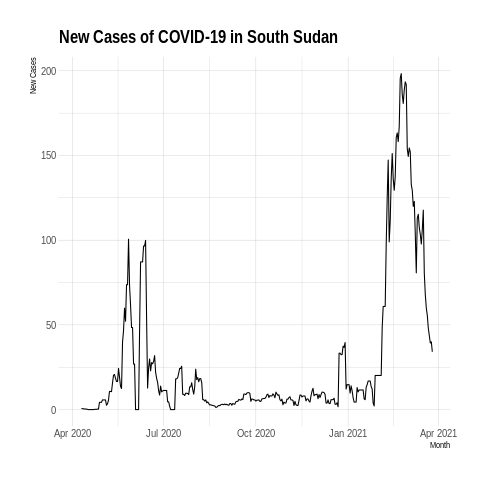 New Cases of COVID-19 in South Sudan
New Cases
200
150
100
50
0
Apr 2020 Jul 2020 Oct 2020 Jan 2021 Apr 2021
Month